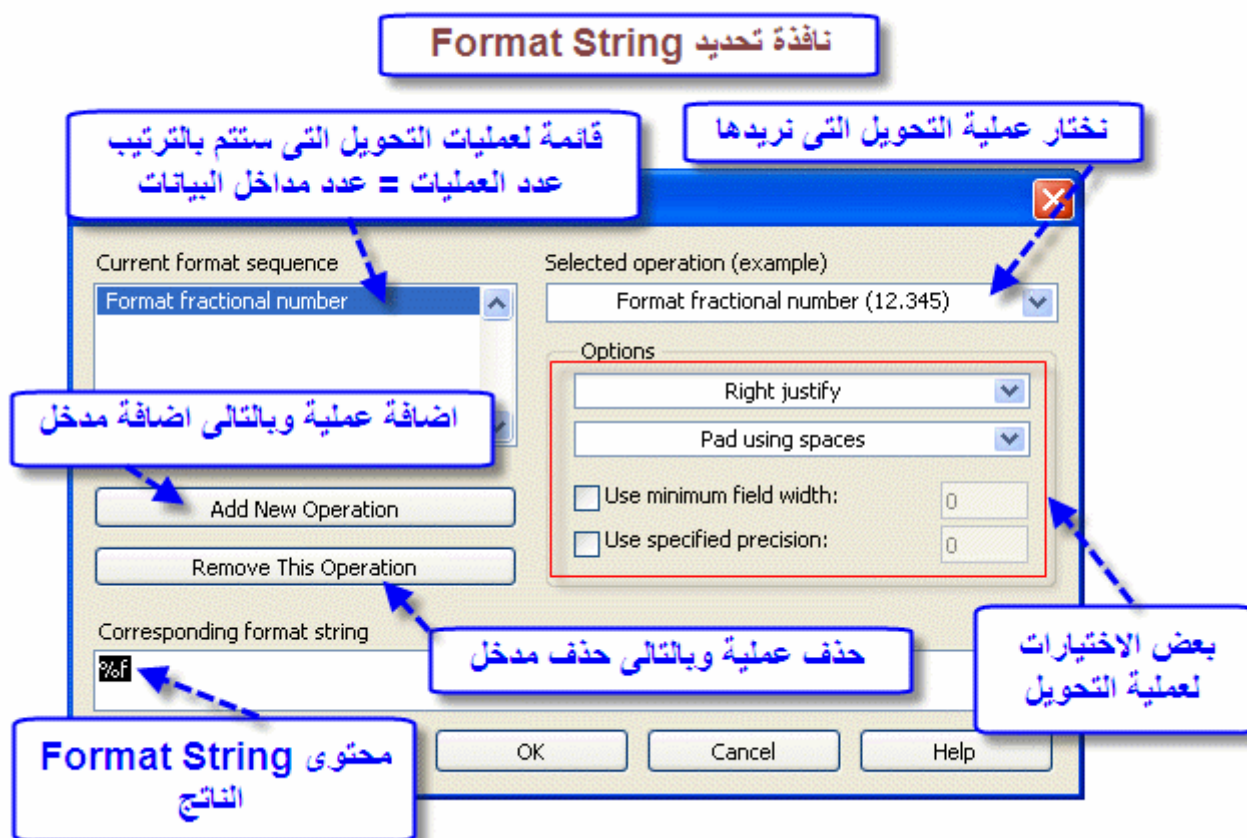 نافذة تحديد Format String
قائمة لعمليات التحويل التى ستتم بالترتيب
عدد العمليات = عدد مداخل البيانات
نختار عملية التحويل التى نريدها
Current format sequence
Format fractional number
Selected operation (example)
Format fractional number (12.345)
Options
Right justify
Pad using spaces
Use minimum field width:
0
Use specified precision:
0
اضافة عملية وبالتالى اضافة مدخل
Add New Operation
Remove This Operation
Corresponding format string
%f
حذف عملية وبالتالى حذف مدخل
بعض الاختيارات
لعملية التحويل
محتوى Format String
الناتج
OK
Cancel
Help